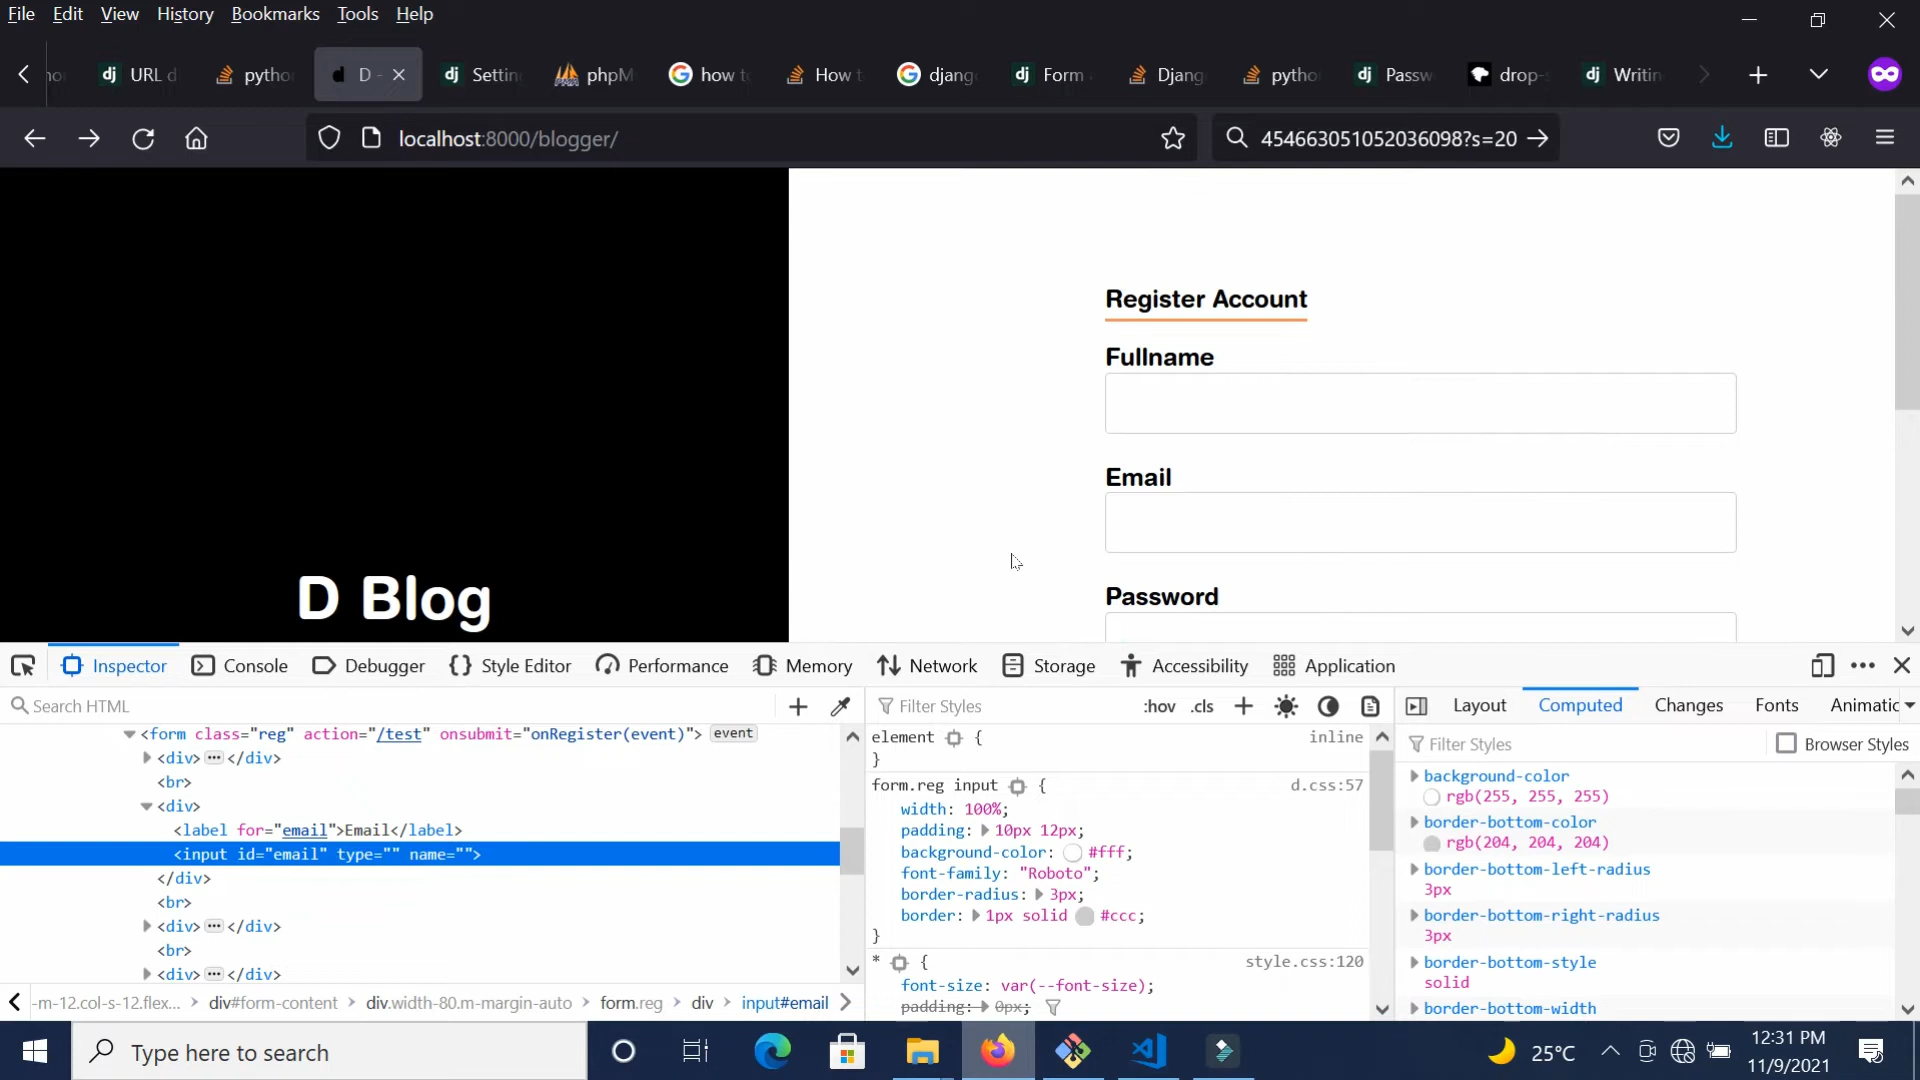 File Edit View History Bookmarks Tools Help
URL d
pytho
D -
Settin
phpM
how t
How t
djang
Form
Djang
pytho
Passw
drop-
Writin
localhost:8000/blogger/
4546630510520360​98?s=20
Register Account
Fullname
Email
Password
D Blog
Inspector Console Debugger Style Editor Performance Memory Network Storage Accessibility Application
Search HTML
<form class="reg" action="/test" onsubmit="onRegister(event)"> event
<div> ••• </div>
<br>
<div>
<label for="email">Email</label>
<input id="email" type="" name="">
</div>
<br>
<div> ••• </div>
<br>
<div> ••• </div>
-m-12.col-s-12.flex... > div#form-content > div.width-80.m-margin-auto > form.reg > div > input#email
Filter Styles :hov .cls
element { inline
}
form.reg input { d.css:57
width: 100%;
padding: 10px 12px;
background-color: #fff;
font-family: "Roboto";
border-radius: 3px;
border: 1px solid #ccc;
}
* { style.css:120
font-size: var(--font-size);
padding: 0px;
Layout Computed Changes Fonts Animatic
Filter Styles Browser Styles
background-color
rgb(255, 255, 255)
border-bottom-color
rgb(204, 204, 204)
border-bottom-left-radius
3px
border-bottom-right-radius
3px
border-bottom-style
solid
border-bottom-width
Type here to search
25°C
12:31 PM
11/9/2021